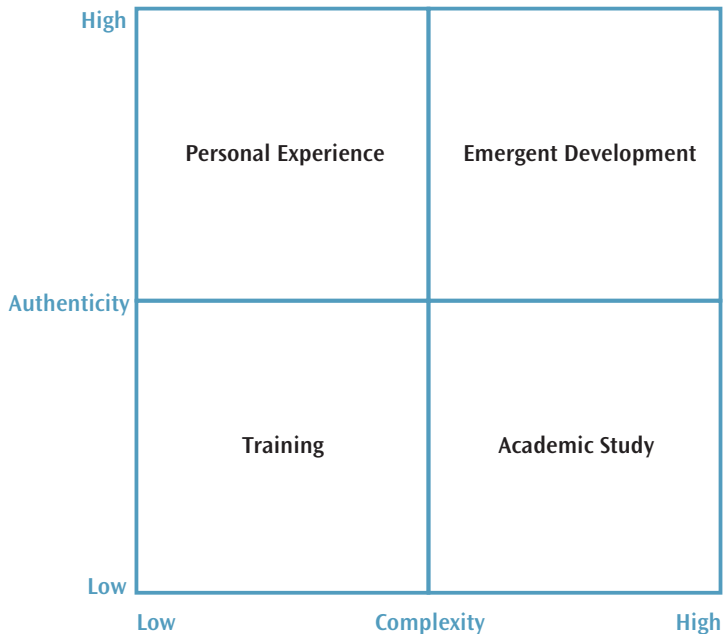 High
Personal Experience
Emergent Development
Authenticity
Training
Academic Study
Low
Low
Complexity
High